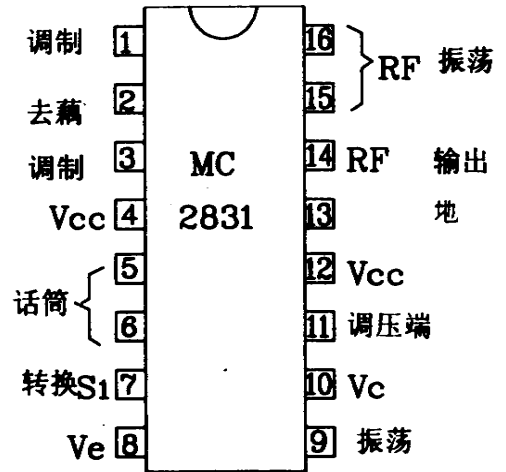 调制 1
去藕 2
调制 3
Vcc 4
话筒
5
6
转换S1 7
Ve 8
MC
2831
16
15
RF 振荡
14 RF 输出
13 地
12 Vcc
11 调压端
10 Vc
9 振荡